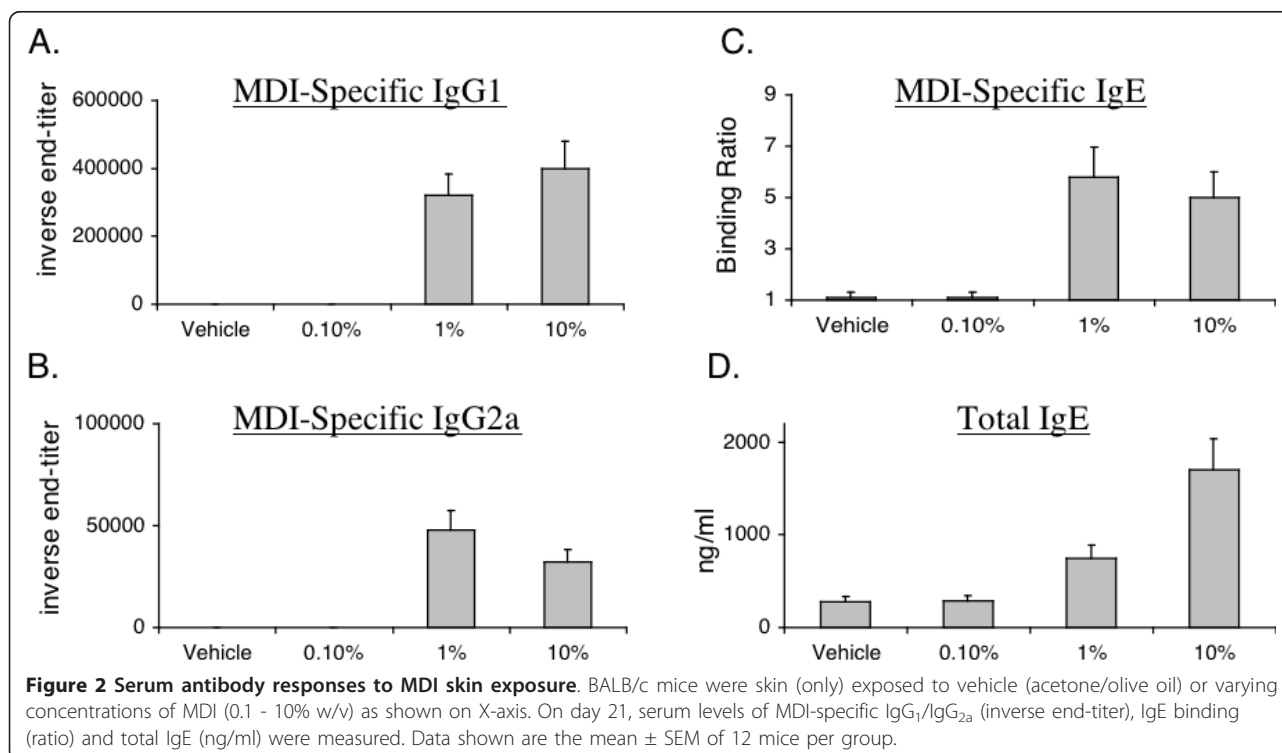 A.
MDI-Specific IgG1
inverse end-titer
600000
400000
200000
0
Vehicle 0.10% 1% 10%
B.
MDI-Specific IgG2a
inverse end-titer
100000
50000
0
Vehicle 0.10% 1% 10%
C.
MDI-Specific IgE
Binding Ratio
9
7
5
3
1
Vehicle 0.10% 1% 10%
D.
Total IgE
ng/ml
2000
1000
0
Vehicle 0.10% 1% 10%
Figure 2 Serum antibody responses to MDI skin exposure. BALB/c mice were skin (only) exposed to vehicle (acetone/olive oil) or varying
concentrations of MDI (0.1 - 10% w/v) as shown on X-axis. On day 21, serum levels of MDI-specific IgG₁/IgG₂ₐ (inverse end-titer), IgE binding
(ratio) and total IgE (ng/ml) were measured. Data shown are the mean ± SEM of 12 mice per group.